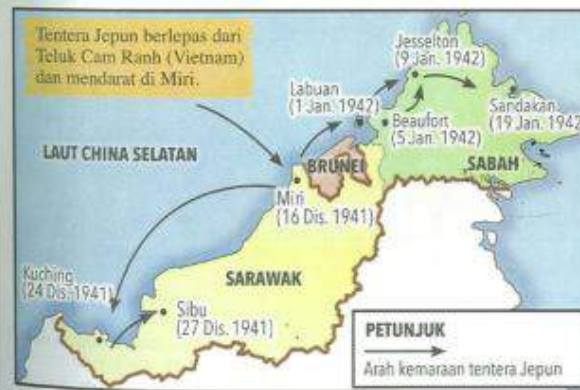 Tentera Jepun berlepas dari
Teluk Cam Ranh (Vietnam)
dan mendarat di Miri.
Jesselton
(9 Jan. 1942)
Labuan
(1 Jan. 1942)
Sandakan
(19 Jan. 1942)
Beaufort
(5 Jan. 1942)
LAUT CHINA SELATAN
BRUNEI
SABAH
Miri
(16 Dis. 1941)
Kuching
(24 Dis. 1941)
SARAWAK
Sibu
(27 Dis. 1941)
PETUNJUK
Arah kemaraan tentera Jepun